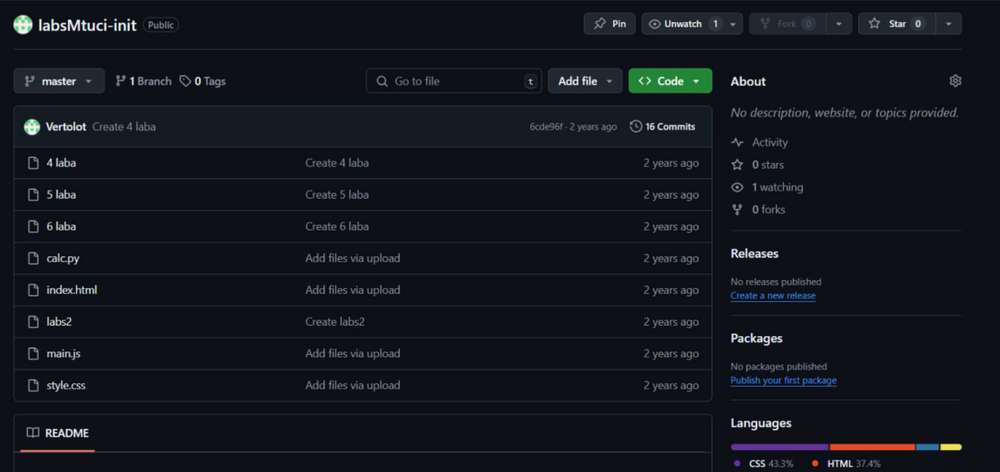 labsMtuci-init Public Pin Unwatch 1 Fork 0 Star 0
master 1 Branch 0 Tags Go to file t Add file Code
Vertolot Create 4 laba 6cde96f · 2 years ago 16 Commits
4 laba Create 4 laba 2 years ago
5 laba Create 5 laba 2 years ago
6 laba Create 6 laba 2 years ago
calc.py Add files via upload 2 years ago
index.html Add files via upload 2 years ago
labs2 Create labs2 2 years ago
main.js Add files via upload 2 years ago
style.css Add files via upload 2 years ago
README
About
No description, website, or topics provided.
Activity
0 stars
1 watching
0 forks
Releases
No releases published
Create a new release
Packages
No packages published
Publish your first package
Languages
CSS 43.3% HTML 37.4%